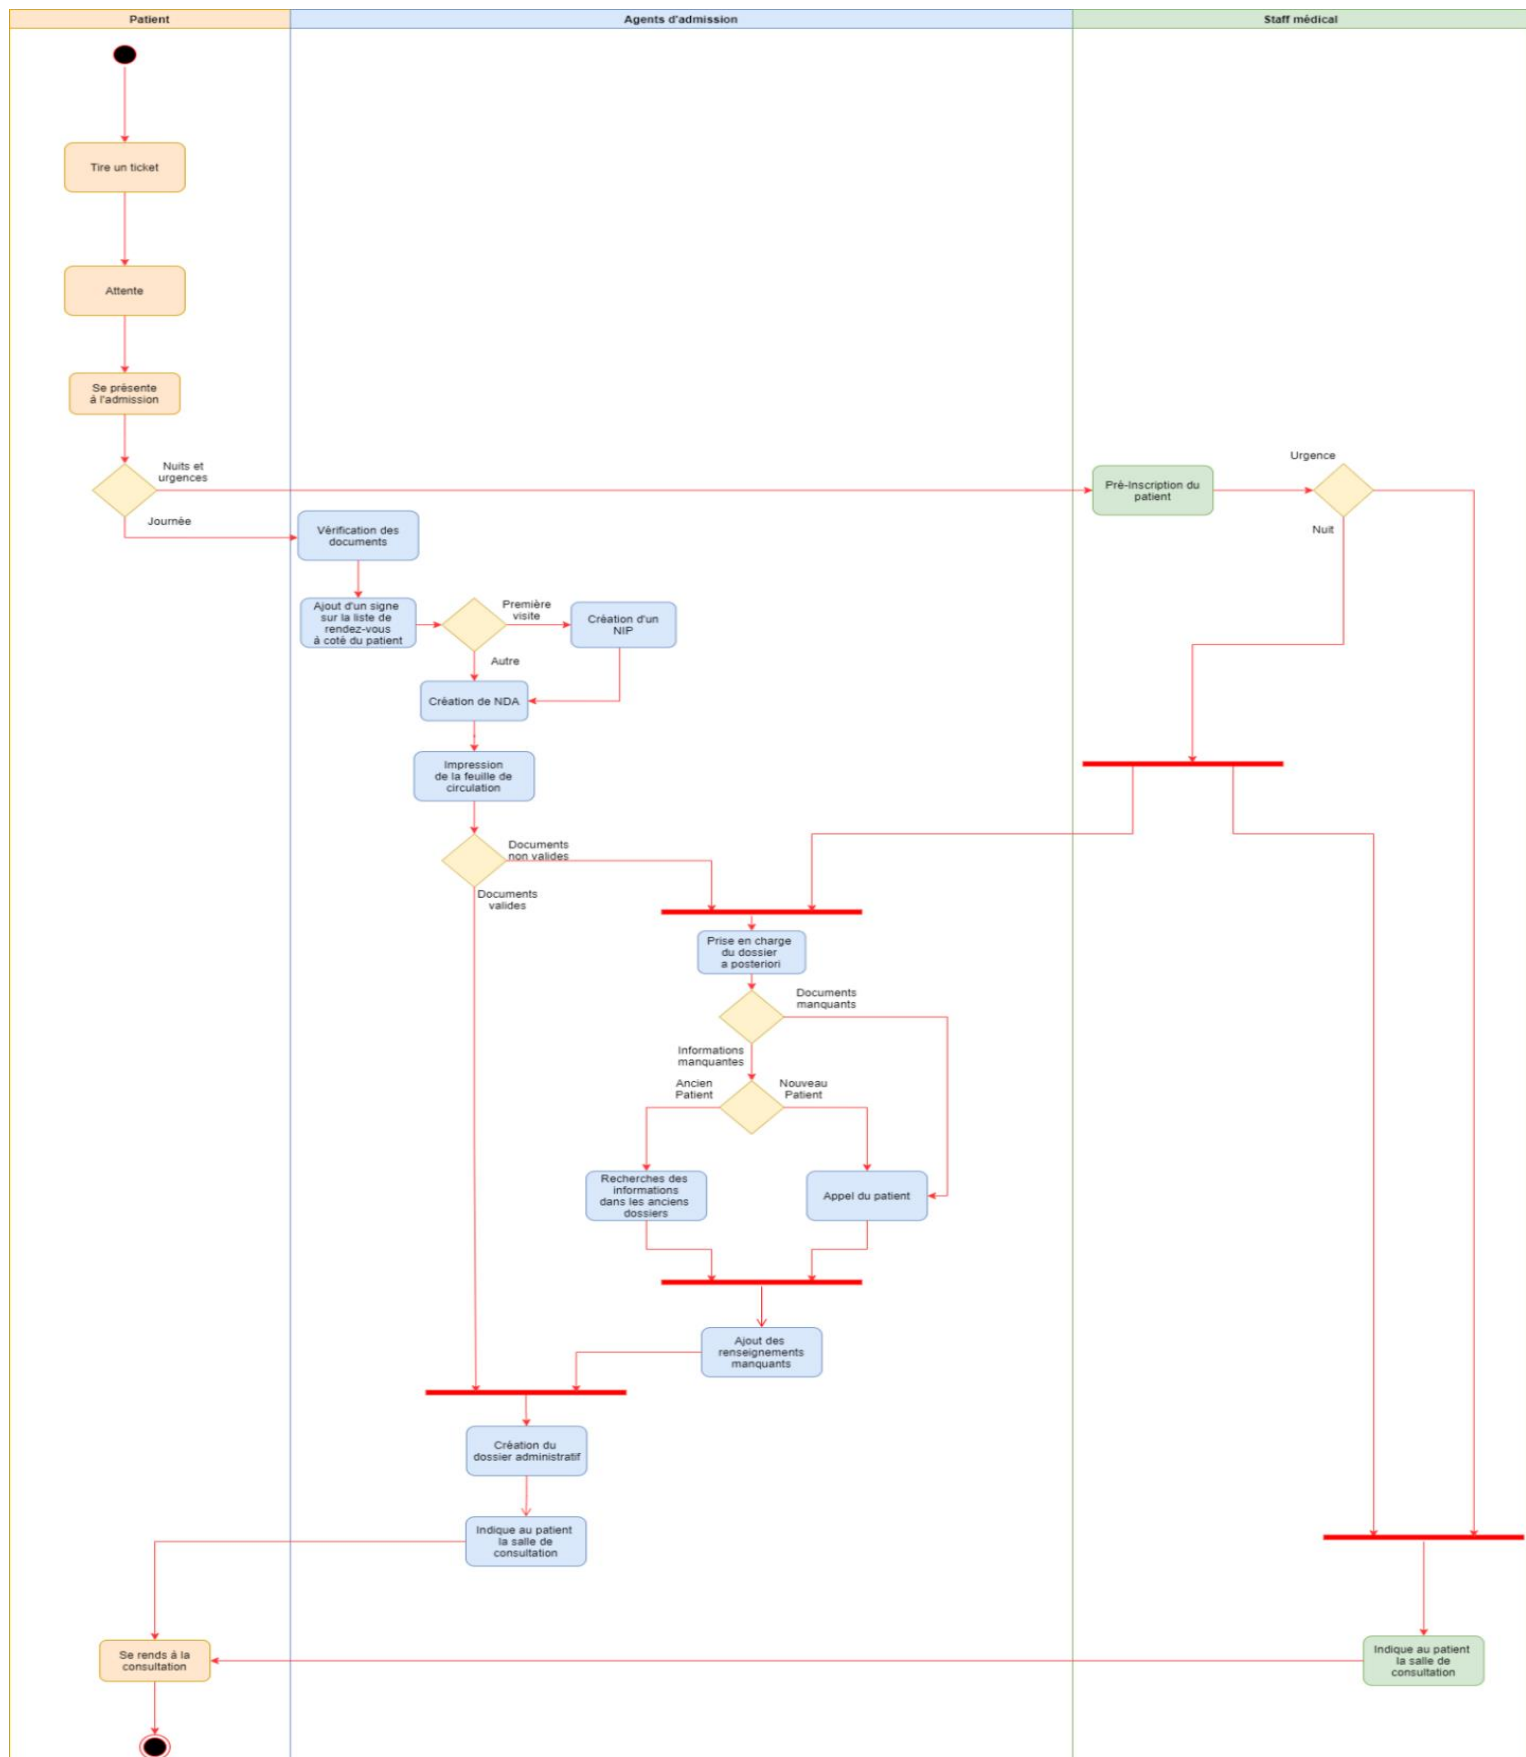 Patient
Agents d'admission
Staff médical
Tire un ticket
Attente
Se présente
à l'admission
Nuits et
urgences
Journée
Pré-Inscription du
patient
Urgence
Nuit
Vérification des
documents
Ajout d'un signe
sur la liste de
rendez-vous
à coté du patient
Première
visite
Création d'un
NIP
Autre
Création de NDA
Impression
de la feuille de
circulation
Documents
non valides
Documents
valides
Prise en charge
du dossier
a posteriori
Documents
manquants
Informations
manquantes
Ancien
Patient
Nouveau
Patient
Recherches des
informations
dans les anciens
dossiers
Appel du patient
Ajout des
renseignements
manquants
Création du
dossier administratif
Indique au patient
la salle de
consultation
Se rends à la
consultation
Indique au patient
la salle de
consultation